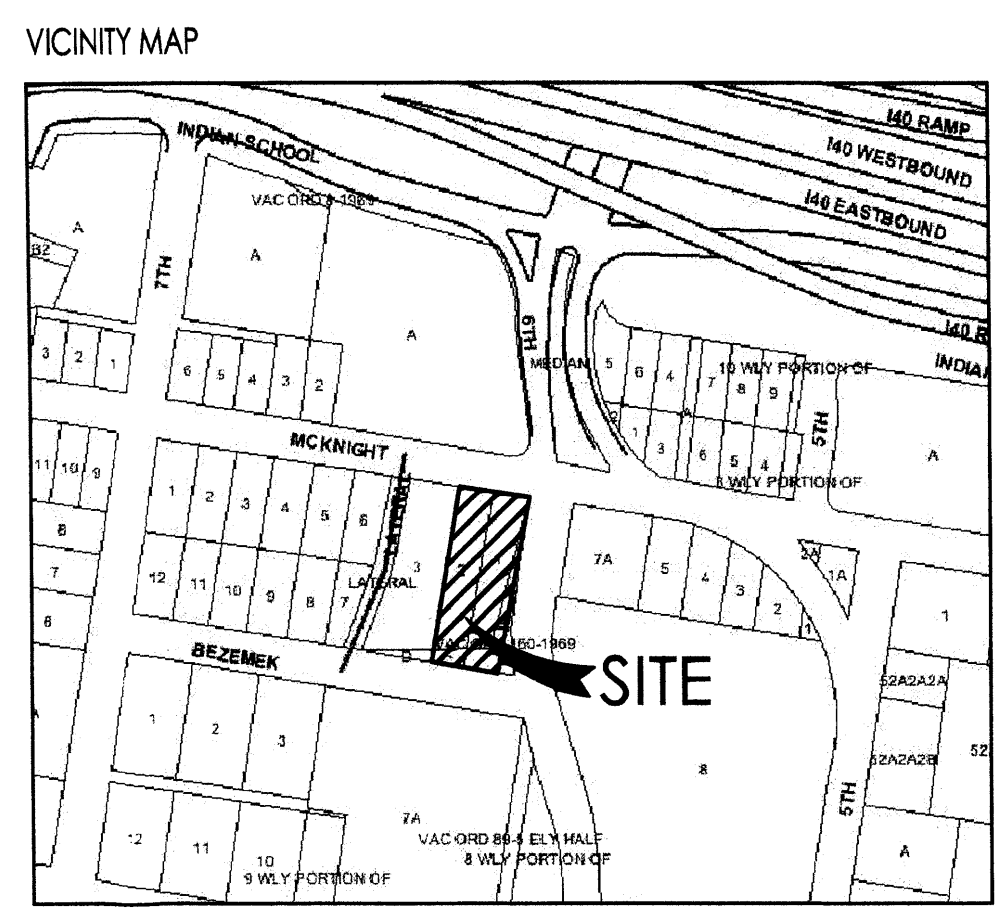 VICINITY MAP
I40 RAMP
INDIAN SCHOOL
I40 WESTBOUND
VAC ORD 8-1969
I40 EASTBOUND
A
B2
7TH
A
I40 R
6TH
A
INDIA
3 2 1
MEDIAN
5 6 4 7 8 9
10 WLY PORTION OF
6 5 4 3 2
A
2 1 3 6 5 4
5TH
A
MCKNIGHT
WLY PORTION OF
11 10 9
1 2 3 4 5 6
LATERAL
8
7
6
3
2A
1A
7A 5 4 3 2 1
12 11 10 9 8 7
LATERAL
1
BEZEMEK
150-1969
SITE
52A2A2A
1 2 3
8
52A2A2B
52
5TH
7A
12 11 10
VAC ORD 89-5 ELY HALF
8 WLY PORTION OF
A
9 WLY PORTION OF